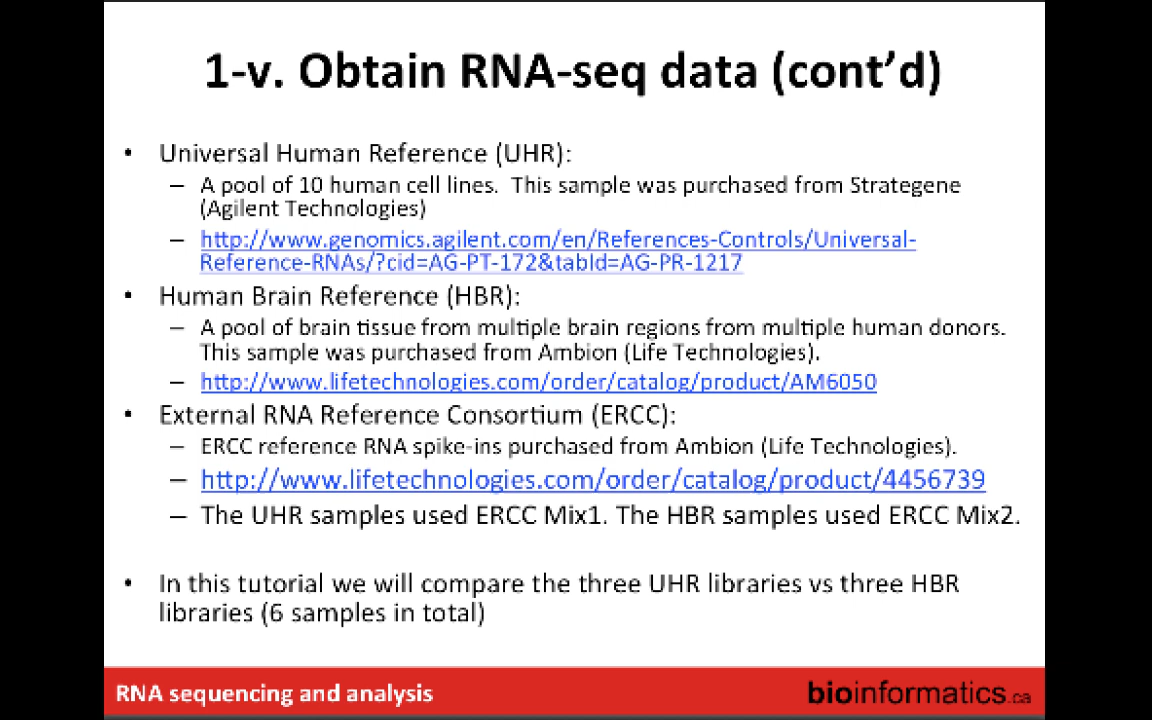 1-v. Obtain RNA-seq data (cont’d)
• Universal Human Reference (UHR):
– A pool of 10 human cell lines. This sample was purchased from Strategene
(Agilent Technologies)
– http://www.genomics.agilent.com/en/References-Controls/Universal-
Reference-RNAs/?cid=AG-PT-172&tabId=AG-PR-1217
• Human Brain Reference (HBR):
– A pool of brain tissue from multiple brain regions from multiple human donors.
This sample was purchased from Ambion (Life Technologies).
– http://www.lifetechnologies.com/order/catalog/product/AM6050
• External RNA Reference Consortium (ERCC):
– ERCC reference RNA spike-ins purchased from Ambion (Life Technologies).
– http://www.lifetechnologies.com/order/catalog/product/4456739
– The UHR samples used ERCC Mix1. The HBR samples used ERCC Mix2.
• In this tutorial we will compare the three UHR libraries vs three HBR
libraries (6 samples in total)
RNA sequencing and analysis
bioinformatics.ca